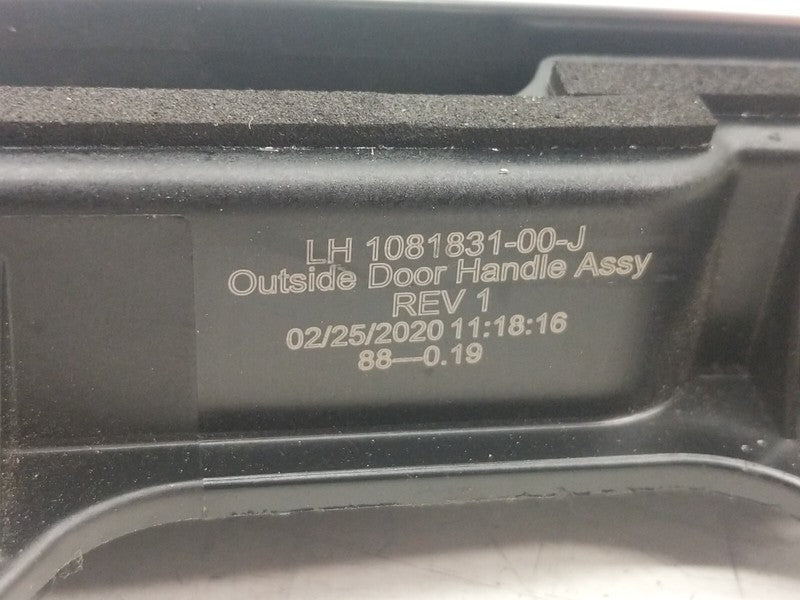 LH 1081831-00-J
Outside Door Handle Assy
REV 1
02/25/2020 11:18:16
88—0.19